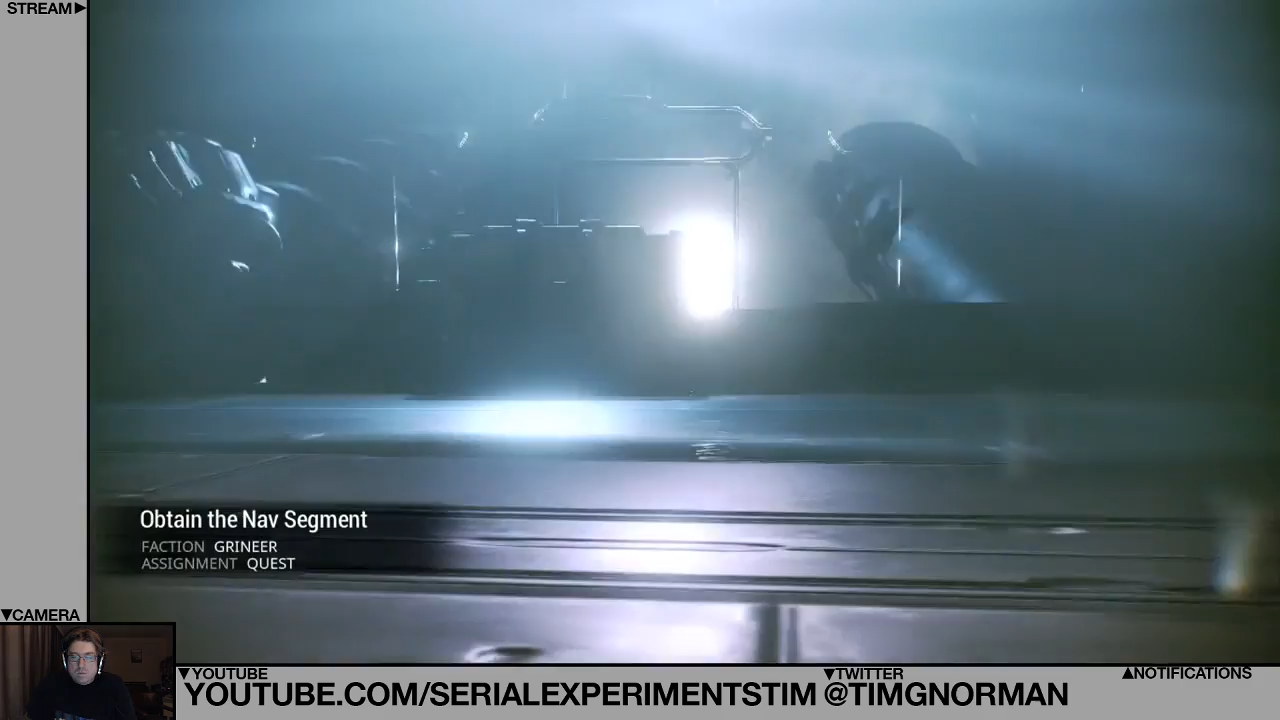 STREAM▶
Obtain the Nav Segment
FACTION GRINEER
ASSIGNMENT QUEST
▼CAMERA
▼YOUTUBE
▼TWITTER
▲NOTIFICATIONS
YOUTUBE.COM/SERIALEXPERIMENTSTIM @TIMGNORMAN